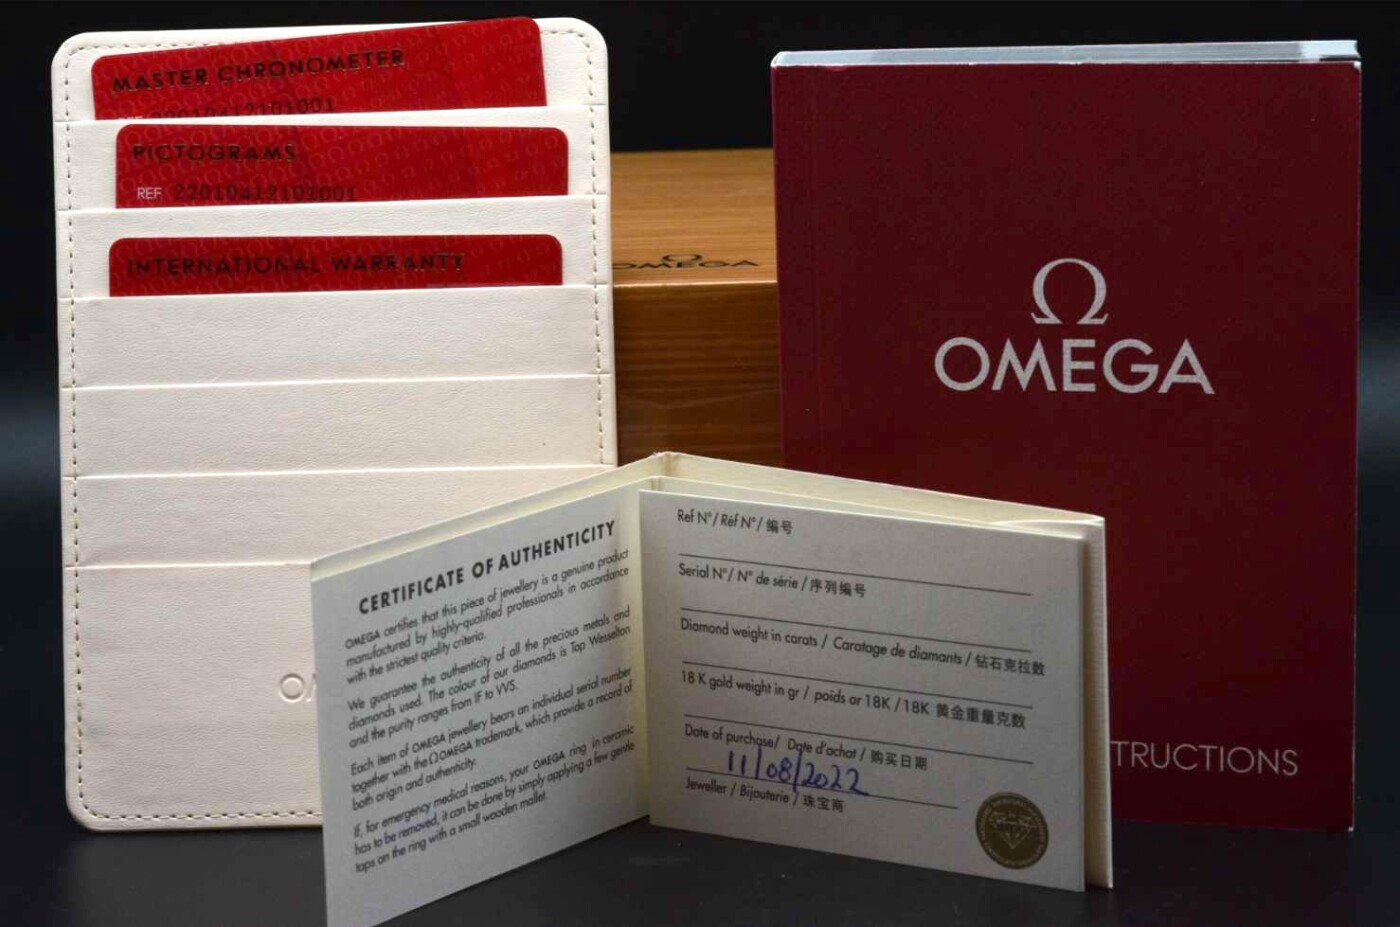 MASTER CHRONOMETER
REF 22010412101001
PICTOGRAMS
REF 22010412101001
INTERNATIONAL WARRANTY
OMEGA
Ω
OMEGA
TRUCTIONS
OM
CERTIFICATE OF AUTHENTICITY
OMEGA certifies that this piece of jewellery is a genuine product
manufactured by highly-qualified professionals in accordance
with the strictest quality criteria.
We guarantee the authenticity of all the precious metals and
diamonds used. The colour of our diamonds is Top Wesselton
and the purity ranges from IF to VVS.
Each item of OMEGA jewellery bears an individual serial number
together with the Ω OMEGA trademark, which provide a record of
both origin and authenticity.
If, for emergency medical reasons, your OMEGA ring in ceramic
has to be removed, it can be done by simply applying a few gentle
taps on the ring with a small wooden mallet.
Ref N°/ Réf N°/ 编号
Serial N°/ N° de série / 序列编号
Diamond weight in carats / Caratage de diamants / 钻石克拉数
18 K gold weight in gr / poids or 18K / 18K 黄金重量克数
Date of purchase/ Date d'achat / 购买日期
11/08/2022
Jeweller / Bijouterie / 珠宝商